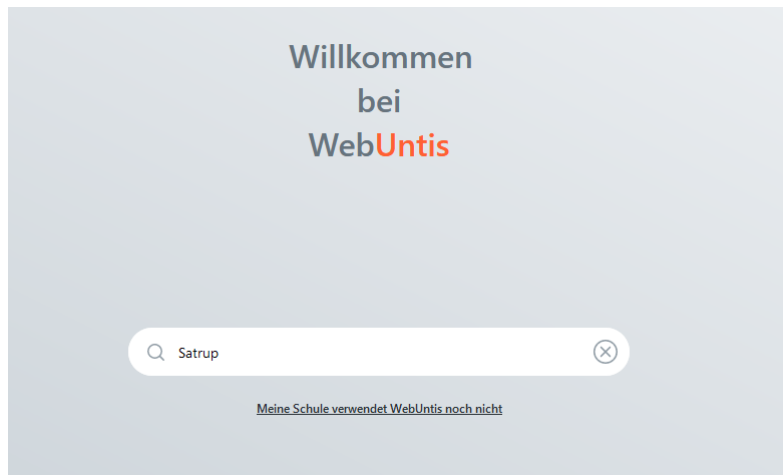 Willkommen
bei
WebUntis
Satrup
Meine Schule verwendet WebUntis noch nicht